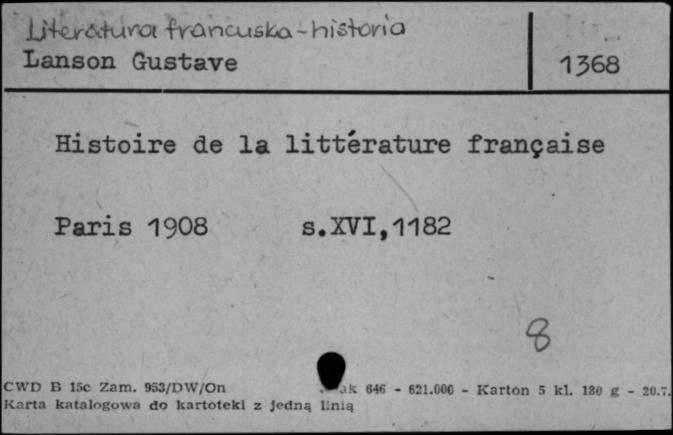 Literatura francuska - historia
Lanson Gustave
1368
Histoire de la littérature française
Paris 1908 s.XVI,1182
8
CWD B 15c Zam. 953/DW/On 646 - 621.000 - Karton 5 kl. 180 g - 20.7.
Karta katalogowa do kartoteki z jedną linią